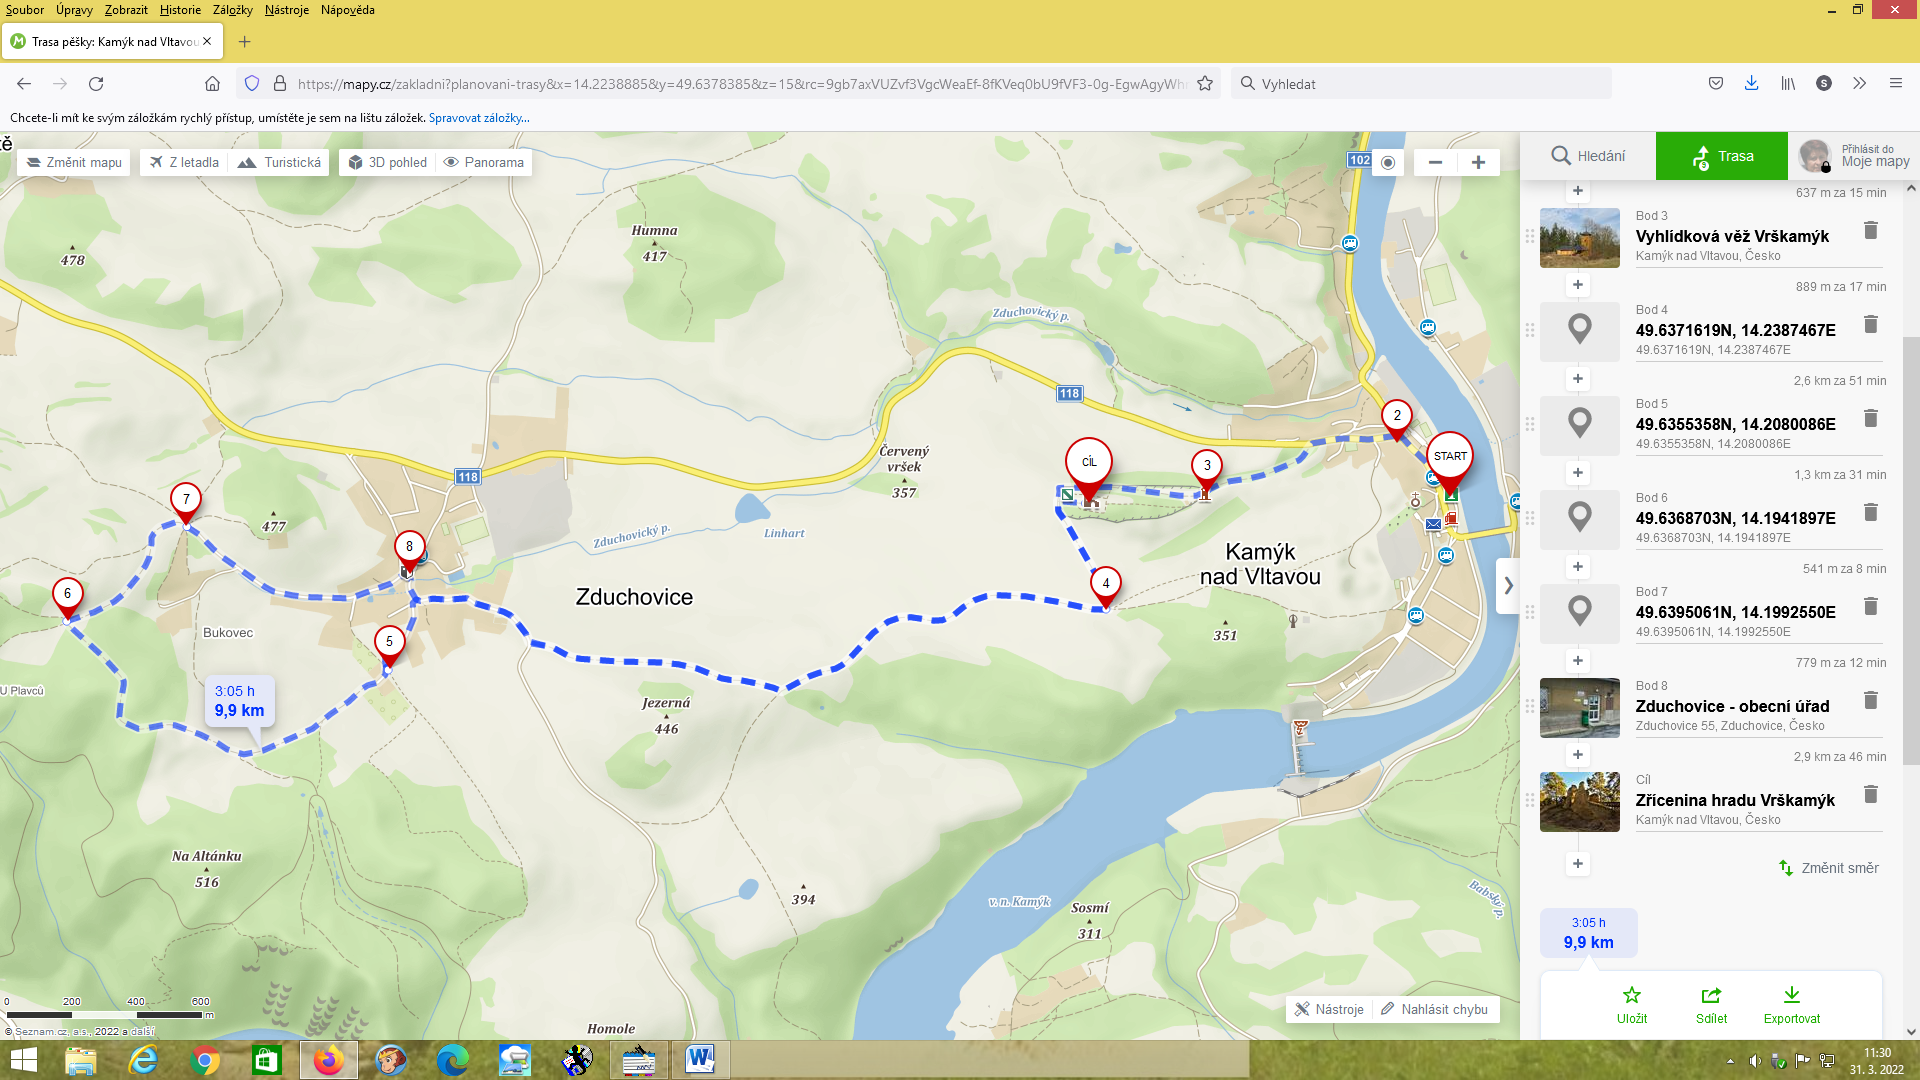 Soubor Úpravy Zobrazit Historie Záložky Nástroje Nápověda
Trasa pěšky: Kamýk nad Vltavou
https://mapy.cz/zakladni?planovani-trasy&x=14.2238885&y=49.6378385&z=15&rc=9gb7axVUZvf3VgcWeaEf-8fKVeq0bU9fVF3-0g-EgwAgyWh
Vyhledat
S
Chcete-li mít ke svým záložkám rychlý přístup, umístěte je sem na lištu záložek. Spravovat záložky...
tě
Změnit mapu
Z letadla
Turistická
3D pohled
Panorama
102
Humna
417
478
Zduchovický p.
118
2
Červený
vršek
357
CÍL
3
START
118
7
477
Linhart
Zduchovický p.
8
Kamýk
nad Vltavou
4
6
Zduchovice
Bukovec
351
5
U Plavců
3:05 h
9,9 km
Jezerná
446
Na Altánku
516
394
v. n. Kamýk
Sosmí
311
Babský p.
Homole
0 200 400 600
m
© Seznam.cz, a.s., 2022 a další
Nástroje
Nahlásit chybu
Hledání
Trasa
Přihlásit do
Moje mapy
637 m za 15 min
Bod 3
Vyhlídková věž Vrškamýk
Kamýk nad Vltavou, Česko
889 m za 17 min
Bod 4
49.6371619N, 14.2387467E
49.6371619N, 14.2387467E
2,6 km za 51 min
Bod 5
49.6355358N, 14.2080086E
49.6355358N, 14.2080086E
1,3 km za 31 min
Bod 6
49.6368703N, 14.1941897E
49.6368703N, 14.1941897E
541 m za 8 min
Bod 7
49.6395061N, 14.1992550E
49.6395061N, 14.1992550E
779 m za 12 min
Bod 8
Zduchovice - obecní úřad
Zduchovice 55, Zduchovice, Česko
2,9 km za 46 min
Cíl
Zřícenina hradu Vrškamýk
Kamýk nad Vltavou, Česko
Změnit směr
3:05 h
9,9 km
Uložit
Sdílet
Exportovat
11:30
31. 3. 2022